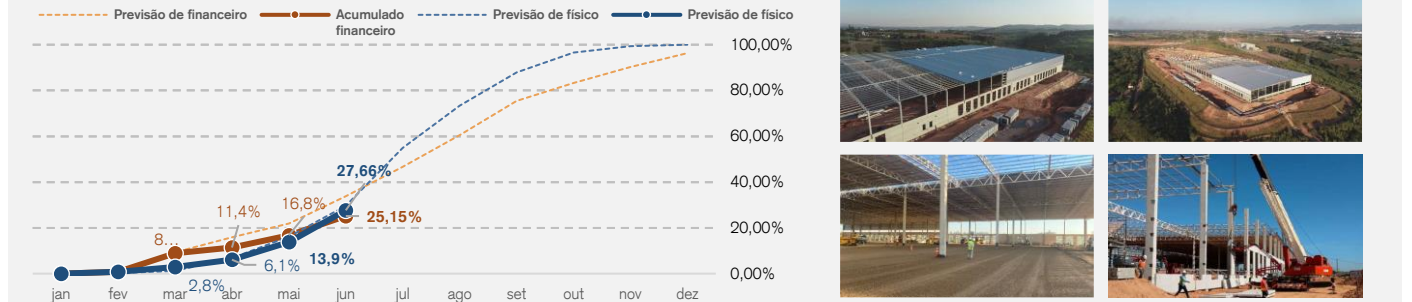 Previsão de financeiro
Acumulado
financeiro
Previsão de físico
Previsão de físico
100,00%
80,00%
60,00%
40,00%
20,00%
0,00%
27,66%
25,15%
16,8%
13,9%
11,4%
6,1%
8...
2,8%
jan fev mar abr mai jun jul ago set out nov dez